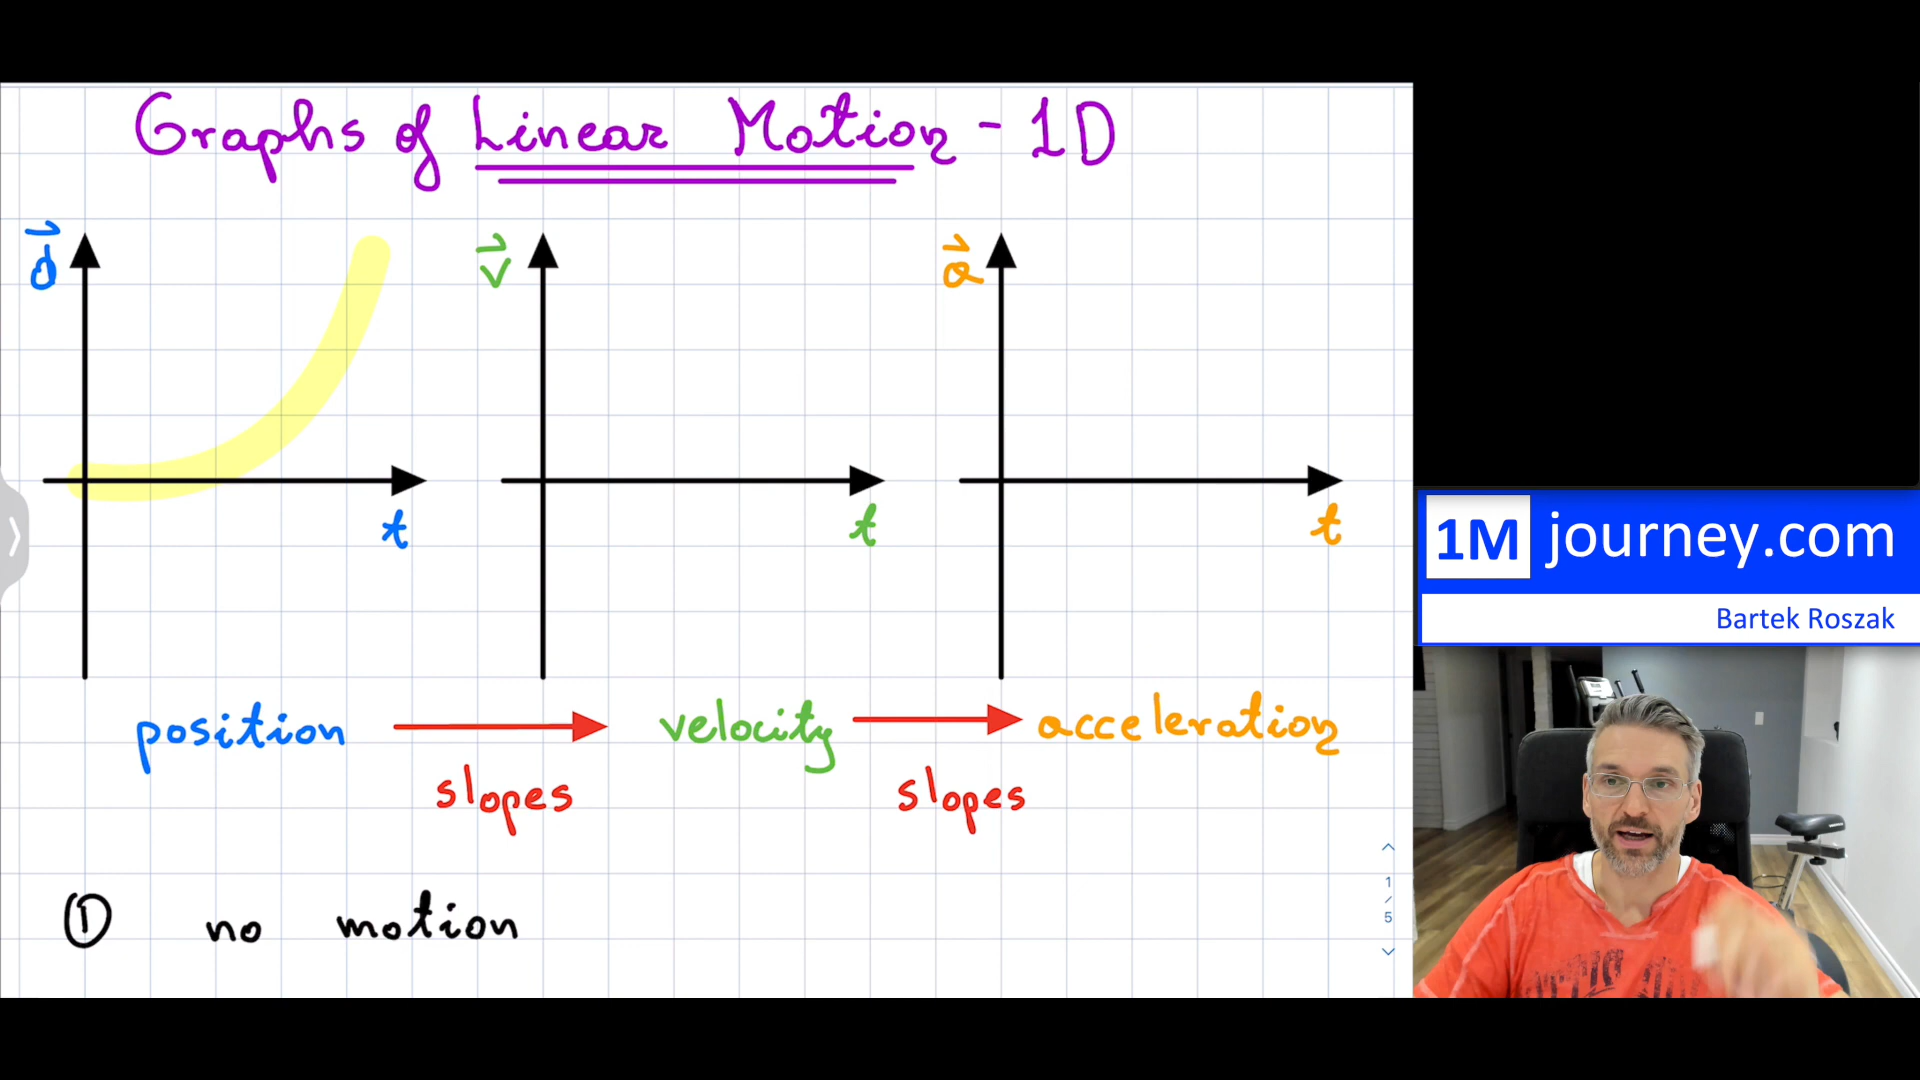 Graphs of Linear Motion - 1D
d
v
a
t
t
t
position
velocity
acceleration
slopes
slopes
1 no motion
1
/
5
1M journey.com
Bartek Roszak